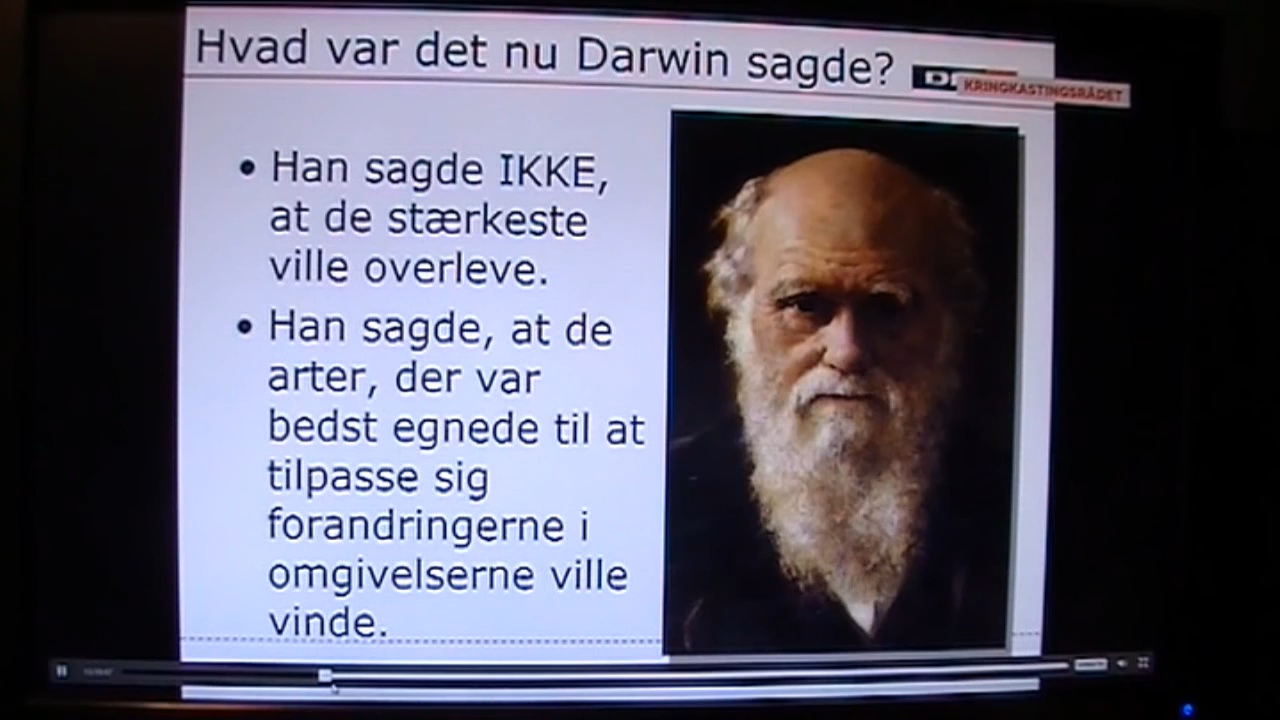 Hvad var det nu Darwin sagde?
KRINGKASTINGSRÅDET
• Han sagde IKKE,
at de stærkeste
ville overleve.
• Han sagde, at de
arter, der var
bedst egnede til at
tilpasse sig
forandringerne i
omgivelserne ville
vinde.